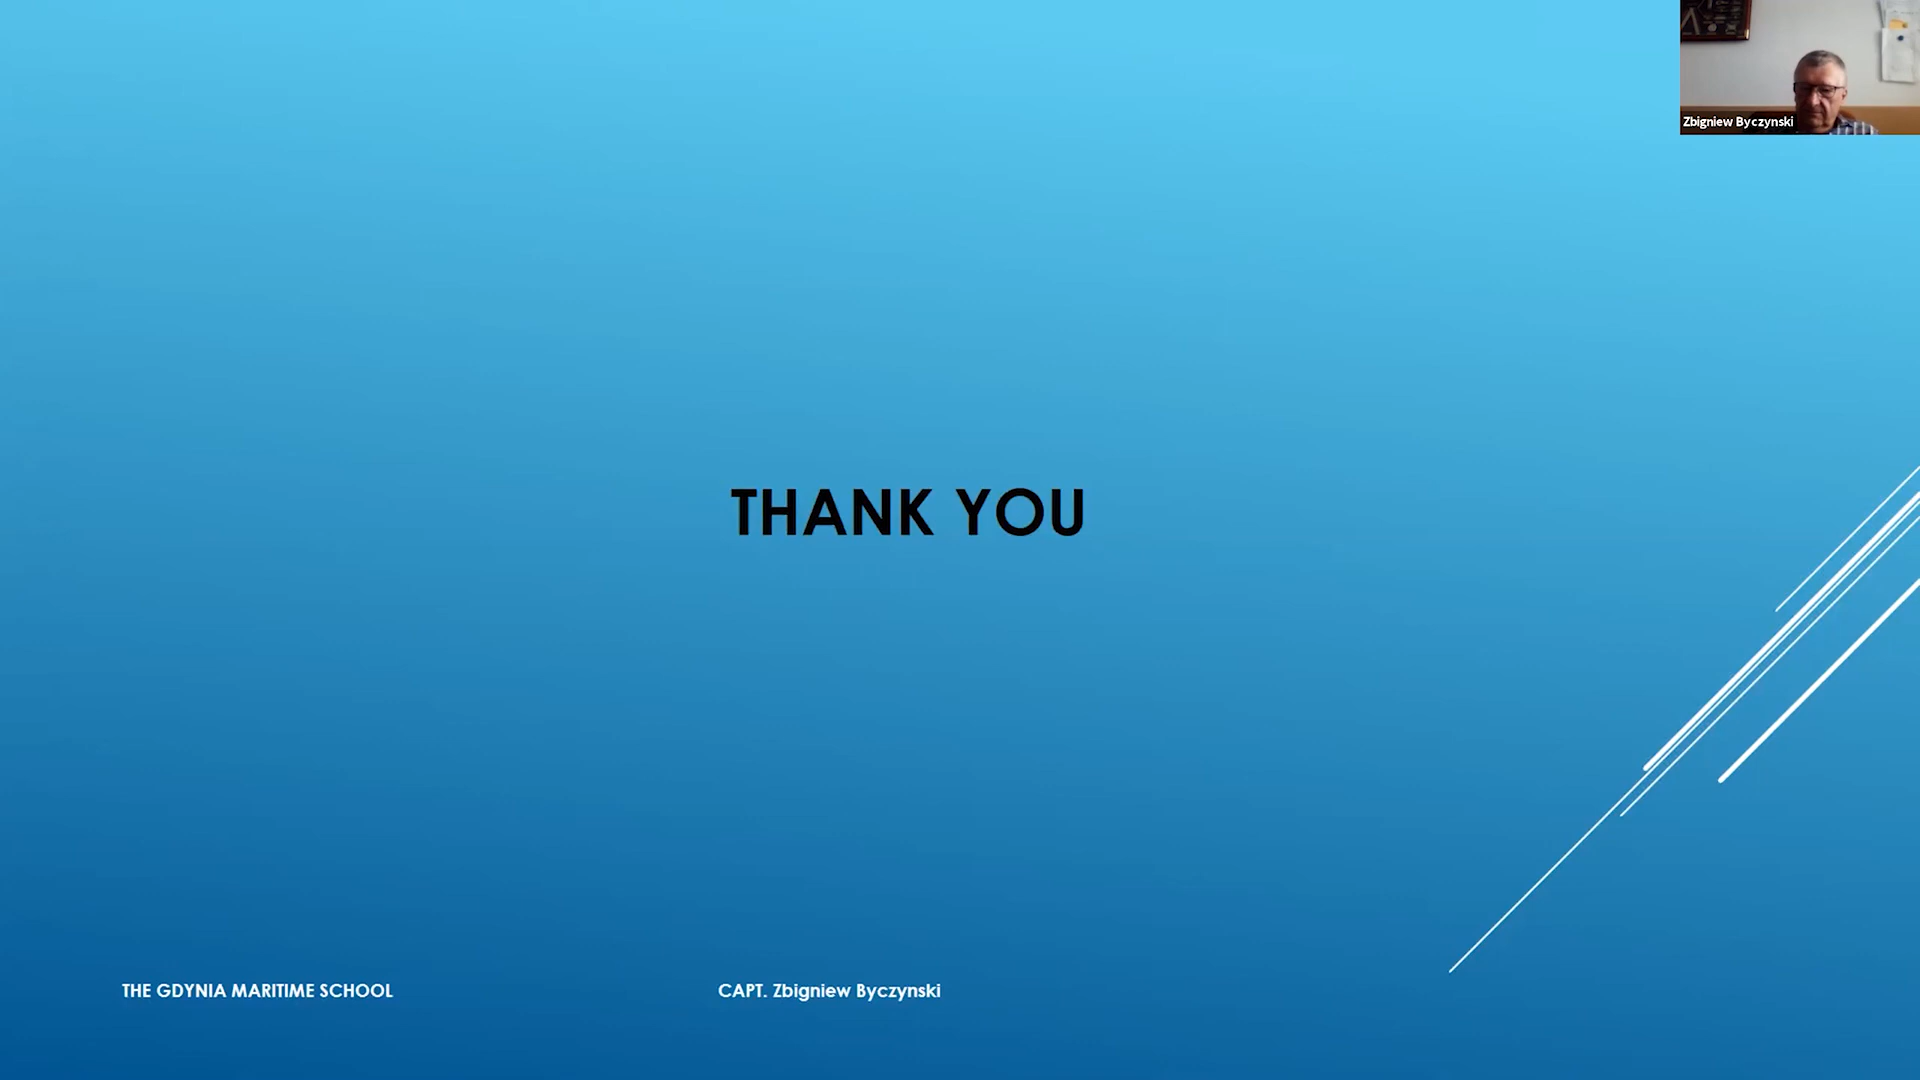 Zbigniew Byczynski
THANK YOU
THE GDYNIA MARITIME SCHOOL
CAPT. Zbigniew Byczynski